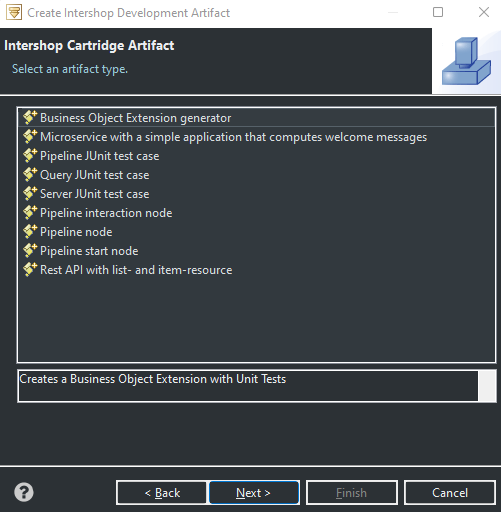 Create Intershop Development Artifact
Intershop Cartridge Artifact
Select an artifact type.
Business Object Extension generator
Microservice with a simple application that computes welcome messages
Pipeline JUnit test case
Query JUnit test case
Server JUnit test case
Pipeline interaction node
Pipeline node
Pipeline start node
Rest API with list- and item-resource
Creates a Business Object Extension with Unit Tests
?
< Back
Next >
Finish
Cancel